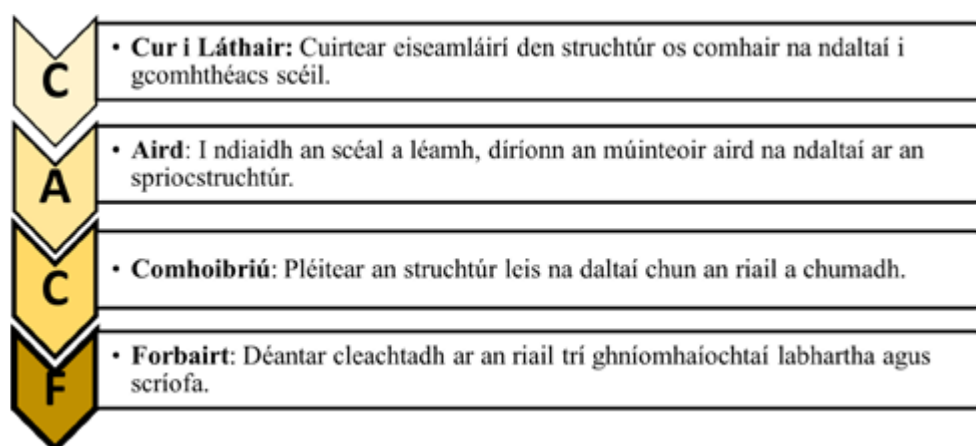 C
• Cur i Láthair: Cuirtear eiseamláirí den struchtúr os comhair na ndaltaí i
gcomhthéacs scéil.
Á
• Aird: I ndiaidh an scéal a léamh, díríonn an múinteoir aird na ndaltaí ar an
spriocstruchtúr.
C
• Comhoibriú: Pléitear an struchtúr leis na daltaí chun an riail a chumadh.
F
• Forbairt: Déantar cleachtadh ar an riail trí ghníomhaíochtaí labhartha agus
scríofa.